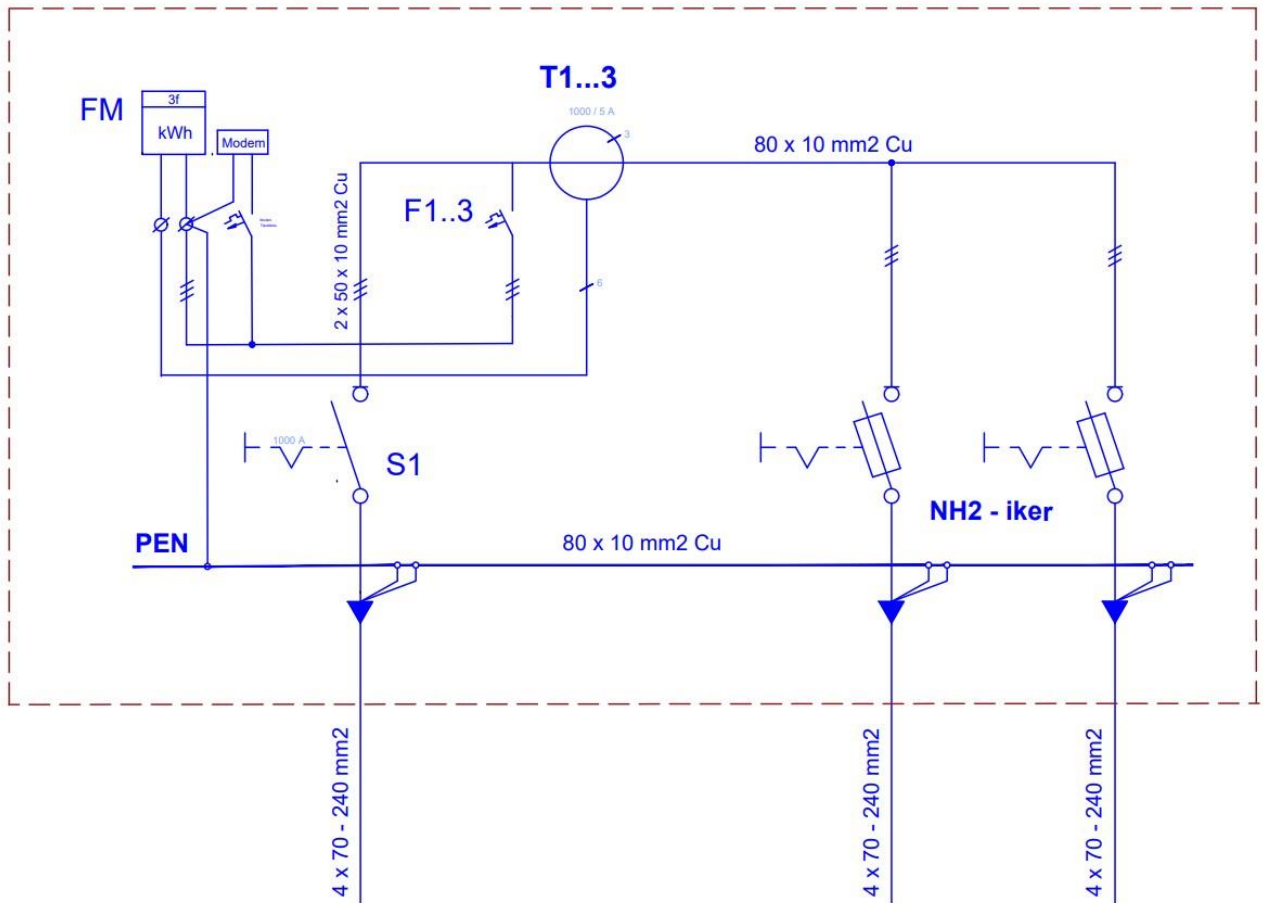 T1...3
3f
FM
1000 / 5 A
kWh
3
Modem
80 x 10 mm2 Cu
2 x 50 x 10 mm2 Cu
F1..3
6
1000 A
S1
NH2 - iker
PEN
80 x 10 mm2 Cu
4 x 70 - 240 mm2
4 x 70 - 240 mm2
4 x 70 - 240 mm2